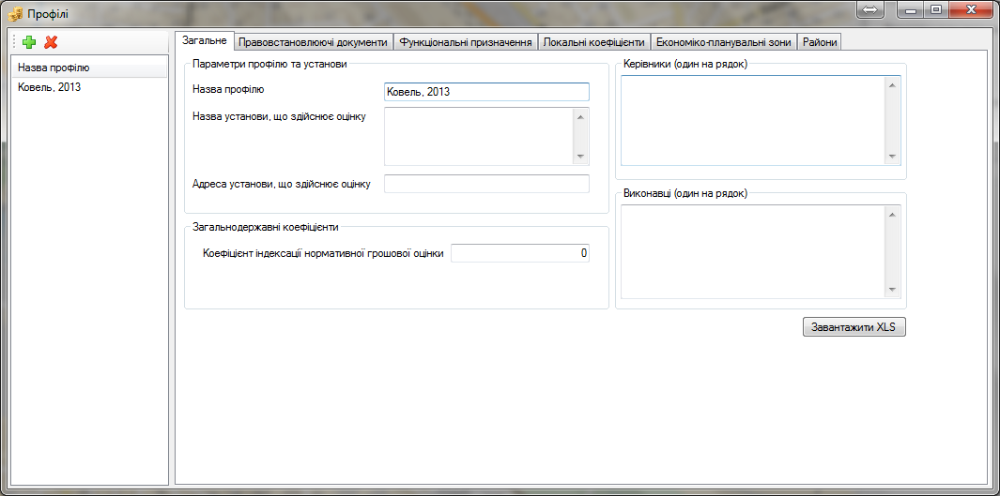 Профілі
Назва профілю
Ковель, 2013
Загальне
Правовстановлюючі документи
Функціональні призначення
Локальні коефіцієнти
Економіко-планувальні зони
Райони
Параметри профілю та установи
Назва профілю
Ковель, 2013
Назва установи, що здійснює оцінку
Адреса установи, що здійснює оцінку
Загальнодержавні коефіцієнти
Коефіцієнт індексації нормативної грошової оцінки
0
Керівники (один на рядок)
Виконавці (один на рядок)
Завантажити XLS